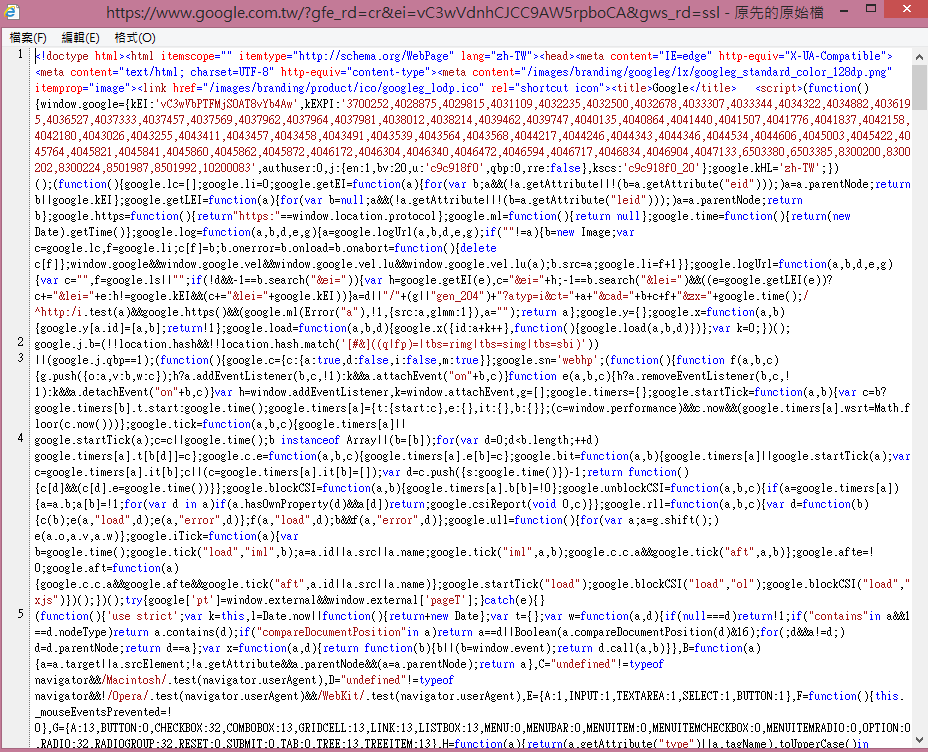 https://www.google.com.tw/?gfe_rd=cr&ei=vC3wVdnhCJCC9AW5rpboCA&gws_rd=ssl - 原先的原始檔
檔案(F) 編輯(E) 格式(O)
1 <!doctype html><html itemscope="" itemtype="http://schema.org/WebPage" lang="zh-TW"><head><meta content="IE=edge" http-equiv="X-UA-Compatible">
<meta content="text/html; charset=UTF-8" http-equiv="content-type"><meta content="/images/branding/googleg/1x/googleg_standard_color_128dp.png"
itemprop="image"><link href="/images/branding/product/ico/googleg_lodp.ico" rel="shortcut icon"><title>Google</title> <script>(function()
{window.google={kEI:'vC3wVbPTFMjSOAT8vYb4Aw',kEXPI:'3700252,4028875,4029815,4031109,4032235,4032500,4032678,4033307,4033344,4034322,4034882,403619
5,4036527,4037333,4037457,4037569,4037962,4037964,4037981,4038012,4038214,4039462,4039747,4040135,4040864,4041440,4041507,4041776,4041837,4042158,
4042180,4043026,4043255,4043411,4043457,4043458,4043491,4043539,4043564,4043568,4044217,4044246,4044343,4044346,4044534,4044606,4045003,4045422,40
45764,4045821,4045841,4045860,4045862,4045872,4046172,4046304,4046340,4046472,4046594,4046717,4046834,4046904,4047133,6503380,6503385,8300200,8300
202,8300224,8501987,8501992,10200083',authuser:0,j:{en:1,bv:20,u:'c9c918f0',qbp:0,rre:false},kscs:'c9c918f0_20'};google.kHL='zh-TW';})
();(function(){google.lc=[];google.li=0;google.getEI=function(a){for(var b;a&&(!a.getAttribute||!(b=a.getAttribute("eid")));)a=a.parentNode;return
b||google.kEI};google.getLEI=function(a){for(var b=null;a&&(!a.getAttribute||!(b=a.getAttribute("leid")));)a=a.parentNode;return
b};google.https=function(){return"https:"==window.location.protocol};google.ml=function(){return null};google.time=function(){return(new
Date).getTime()};google.log=function(a,b,d,e,g){a=google.logUrl(a,b,d,e,g);if(""!=a){b=new Image;var
c=google.lc,f=google.li;c[f]=b;b.onerror=b.onload=b.onabort=function(){delete
c[f]};window.google&&window.google.vel&&window.google.vel.lu&&window.google.vel.lu(a);b.src=a;google.li=f+1}};google.logUrl=function(a,b,d,e,g)
{var c="",f=google.ls||"";if(!d&&-1==b.search("&ei=")){var h=google.getEI(e),c="&ei="+h;-1==b.search("&lei=")&&((e=google.getLEI(e))?
c+="&lei="+e:h!=google.kEI&&(c+="&lei="+google.kEI))}a=d||"/"+(g||"gen_204")+"?atyp=i&ct="+a+"&cad="+b+c+f+"&zx="+google.time();/
^http:/i.test(a)&&google.https()&&(google.ml(Error("a"),!1,{src:a,glmm:1}),a="");return a};google.y={};google.x=function(a,b)
{google.y[a.id]=[a,b];return!1};google.load=function(a,b,d){google.x({id:a+k++},function(){google.load(a,b,d)})};var k=0;})();
2 google.j.b=(!!location.hash&&!!location.hash.match('[#&]((q|fp)=|tbs=rimg|tbs=simg|tbs=sbi)'))
3 ||(google.j.qbp==1);(function(){google.c={c:{a:true,d:false,i:false,m:true}};google.sn='webhp';(function(){function f(a,b,c)
{g.push({o:a,v:b,w:c});h?a.addEventListener(b,c,!1):k&&a.attachEvent("on"+b,c)}function e(a,b,c){h?a.removeEventListener(b,c,!
1):k&&a.detachEvent("on"+b,c)}var h=window.addEventListener,k=window.attachEvent,g=[];google.timers={};google.startTick=function(a,b){var c=b?
google.timers[b].t.start:google.time();google.timers[a]={t:{start:c},e:{},it:{},b:{}};(c=window.performance)&&c.now&&(google.timers[a].wsrt=Math.f
loor(c.now()))};google.tick=function(a,b,c){google.timers[a]||
4 google.startTick(a);c=c||google.time();b instanceof Array||(b=[b]);for(var d=0;d<b.length;++d)
google.timers[a].t[b[d]]=c};google.c.e=function(a,b,c){google.timers[a].e[b]=c};google.bit=function(a,b){google.timers[a]||google.startTick(a);var
c=google.timers[a].it[b];c||(c=google.timers[a].it[b]=[]);var d=c.push({s:google.time()})-1;return function()
{c[d]&&(c[d].e=google.time())}};google.blockCSI=function(a,b){google.timers[a].b[b]=!0};google.unblockCSI=function(a,b,c){if(a=google.timers[a])
{a=a.b;a[b]=!1;for(var d in a)if(a.hasOwnProperty(d)&&a[d])return;google.csiReport(void 0,c)}};google.rll=function(a,b,c){var d=function(b)
{c(b);e(a,"load",d);e(a,"error",d)};f(a,"load",d);b&&f(a,"error",d)};google.ull=function(){for(var a;a=g.shift();)
e(a.o,a.v,a.w)};google.iTick=function(a){var
b=google.time();google.tick("load","iml",b);a=a.id||a.src||a.name;google.tick("iml",a,b);google.c.c.a&&google.tick("aft",a,b)};google.afte=!
0;google.aft=function(a)
{google.c.c.a&&google.afte&&google.tick("aft",a.id||a.src||a.name)};google.startTick("load");google.blockCSI("load","ol");google.blockCSI("load","
xjs")})();})();try{google['pt']=window.external&&window.external['pageT'];}catch(e){}
5 (function(){'use strict';var k=this,l=Date.now||function(){return+new Date};var t={};var w=function(a,d){if(null===d)return!1;if("contains"in a&&1
==d.nodeType)return a.contains(d);if("compareDocumentPosition"in a)return a==d||Boolean(a.compareDocumentPosition(d)&16);for(;d&&a!=d;)
d=d.parentNode;return d==a};var x=function(a,d){return function(b){b||(b=window.event);return d.call(a,b)}},B=function(a)
{a=a.target||a.srcElement;!a.getAttribute&&a.parentNode&&(a=a.parentNode);return a},C="undefined"!=typeof
navigator&&/Macintosh/.test(navigator.userAgent),D="undefined"!=typeof
navigator&&!/Opera/.test(navigator.userAgent)&&/WebKit/.test(navigator.userAgent),E={A:1,INPUT:1,TEXTAREA:1,SELECT:1,BUTTON:1},F=function(){this.
_mouseEventsPrevented=!
0},G={A:13,BUTTON:0,CHECKBOX:32,COMBOBOX:13,GRIDCELL:13,LINK:13,LISTBOX:13,MENU:0,MENUBAR:0,MENUITEM:0,MENUITEMCHECKBOX:0,MENUITEMRADIO:0,OPTION:0
,RADIO:32,RADIOGROUP:32,RESET:0,SUBMIT:0,TAB:0,TREE:13,TREEITEM:13},H=function(a){return(a.getAttribute("type")||a.tagName).toUpperCase()in